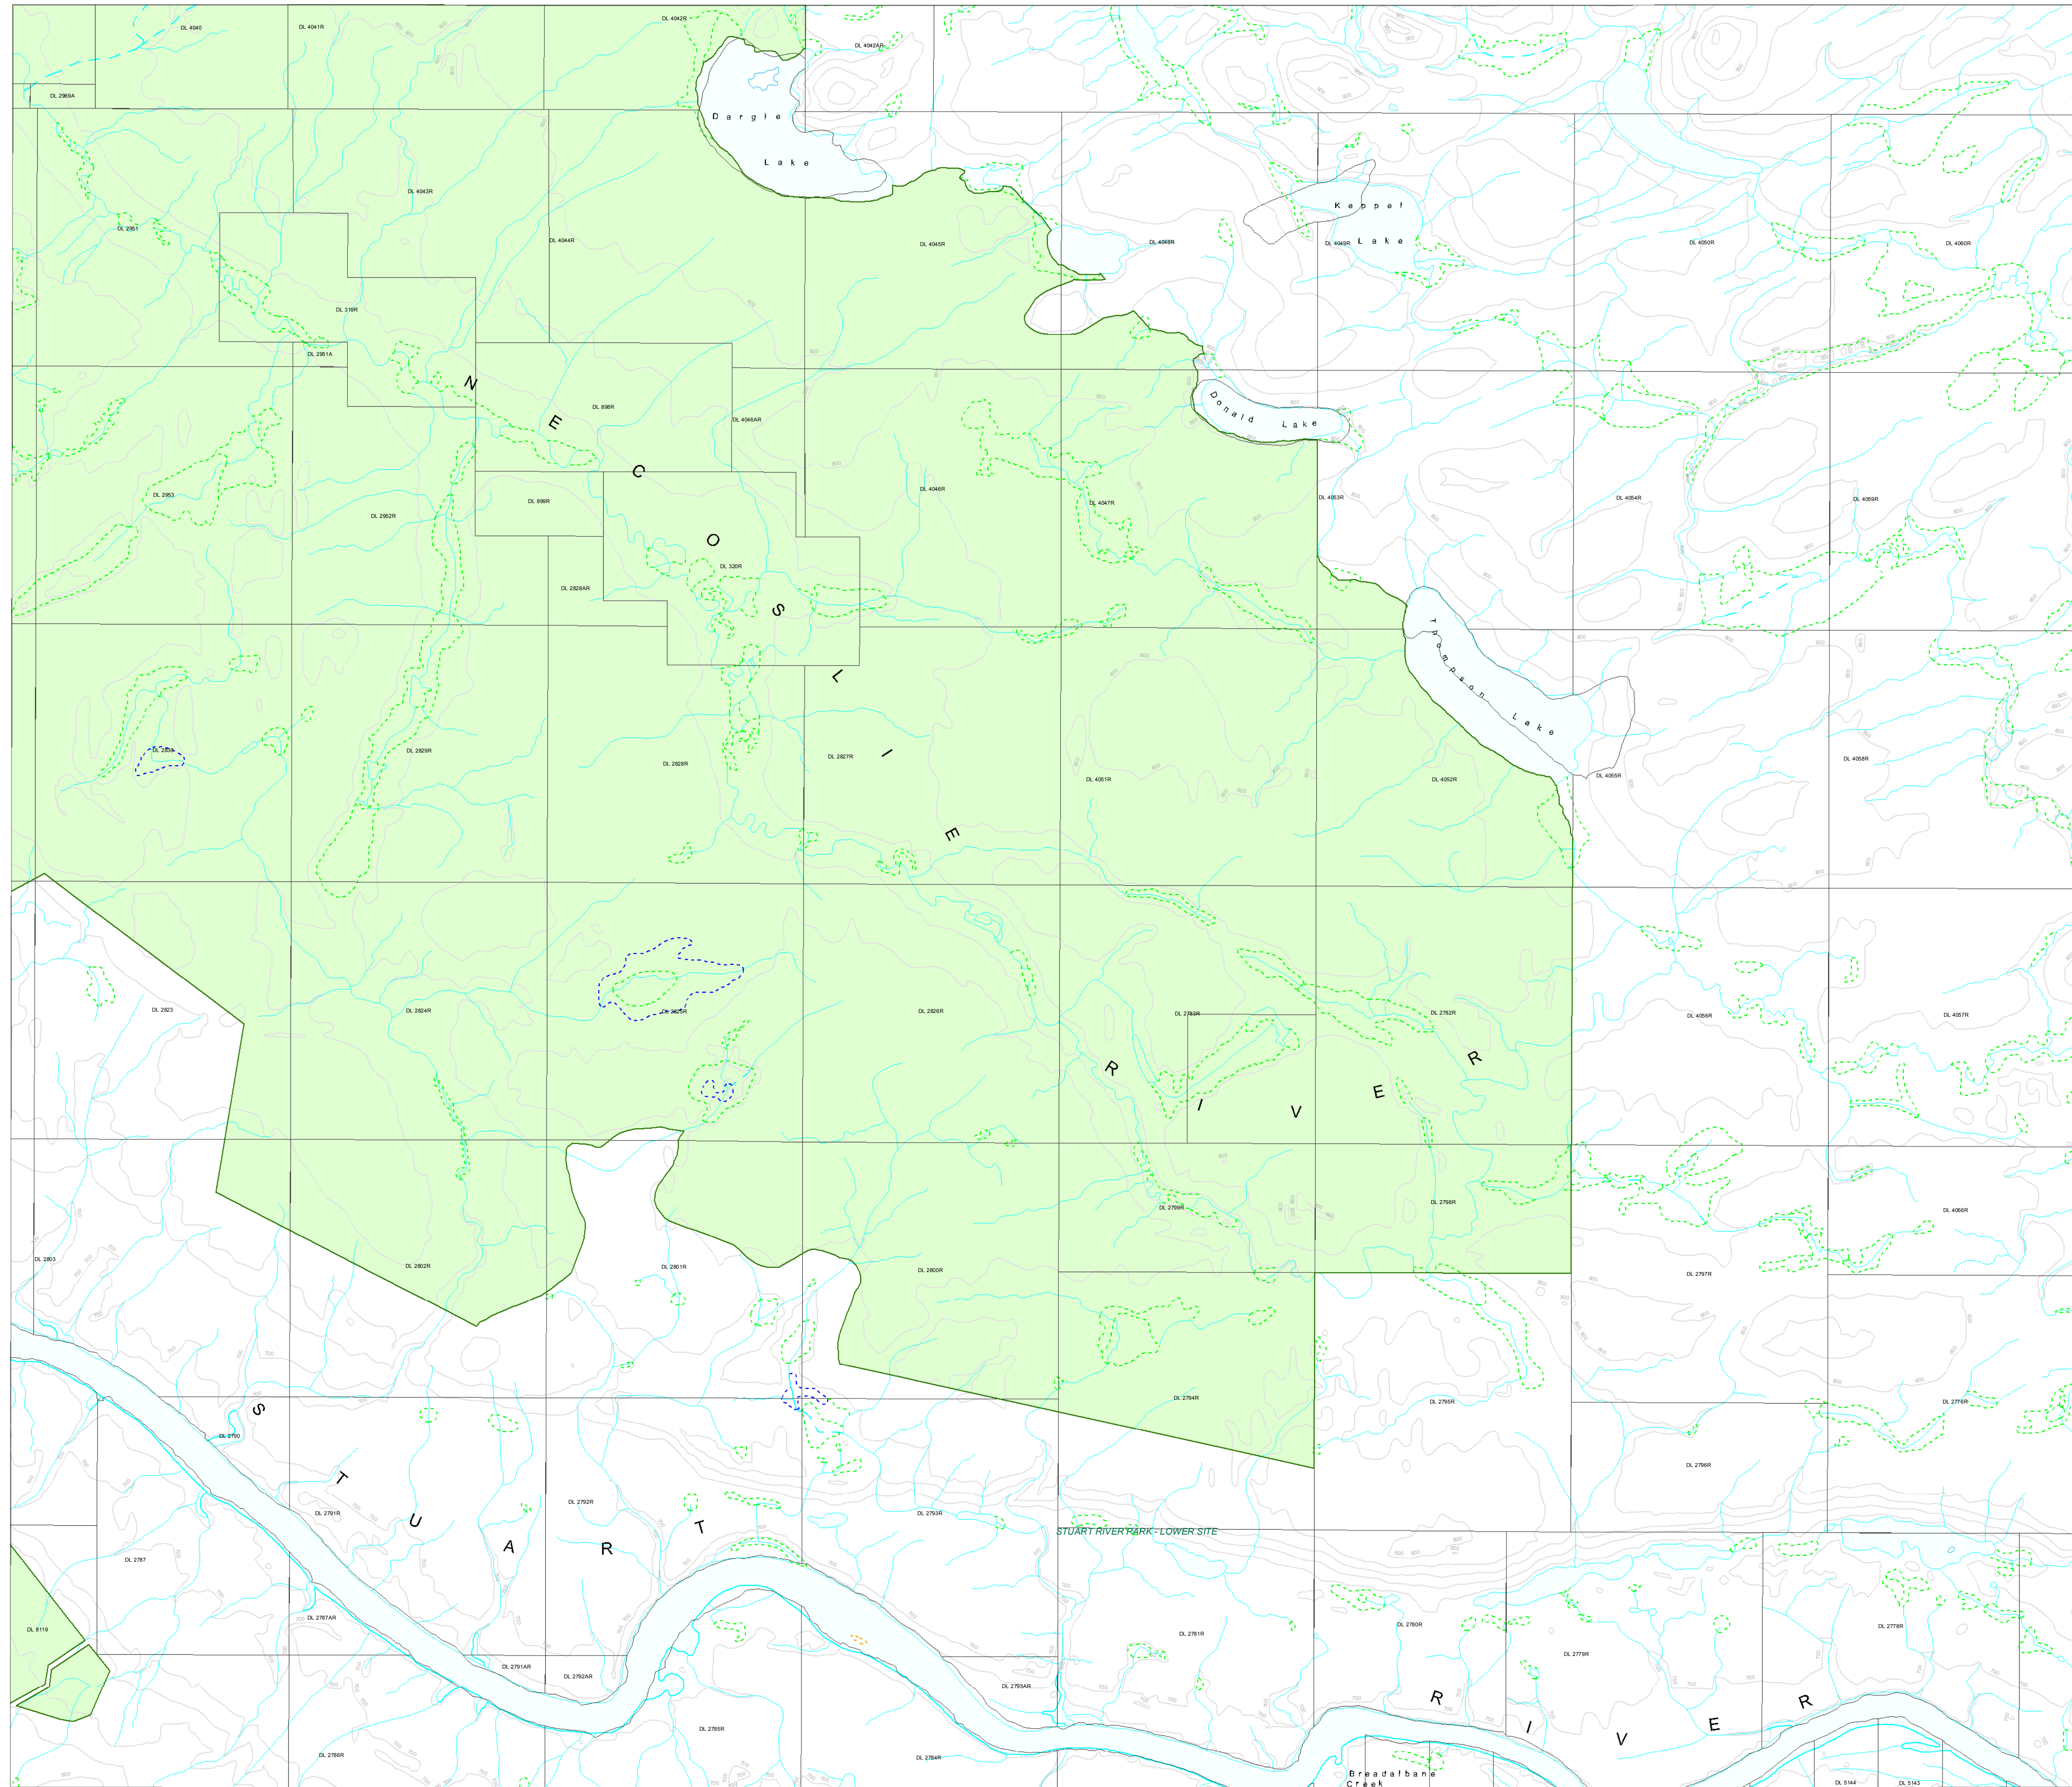 DL 4040
DL 4041R
DL 4042R
DL 4042AR
DL 2969A
Dargle
Lake
DL 4043R
DL 2951
DL 4044R
DL 4045R
DL 4048R
Keppel
Lake
DL 4049R
DL 4050R
DL 4060R
DL 319R
DL 2951A
DL 898R
DL 4046AR
Donald Lake
DL 2953
DL 2952R
DL 899R
DL 4046R
DL 4047R
DL 4053R
DL 4054R
DL 4059R
DL 320R
DL 2828AR
NECOSLIE
Thompson Lake
DL 2829R
DL 2828R
DL 2827R
DL 4051R
DL 4052R
DL 4055R
DL 4058R
DL 2823
DL 2824R
DL 2825R
DL 2826R
DL 2783R
DL 2782R
DL 4056R
DL 4057R
RIVER
DL 2799R
DL 2798R
DL 4066R
DL 2803
DL 2802R
DL 2801R
DL 2800R
DL 2797R
DL 2794R
DL 2795R
DL 2776R
DL 2790
DL 2796R
DL 2791R
DL 2792R
DL 2793R
STUART
STUART RIVER PARK - LOWER SITE
DL 2787
DL 6119
DL 2787AR
DL 2781R
DL 2780R
DL 2779R
DL 2778R
DL 2791AR
DL 2792AR
DL 2793AR
RIVER
DL 2786R
DL 2785R
DL 2784R
Breadalbane
Creek
DL 5144
DL 5143